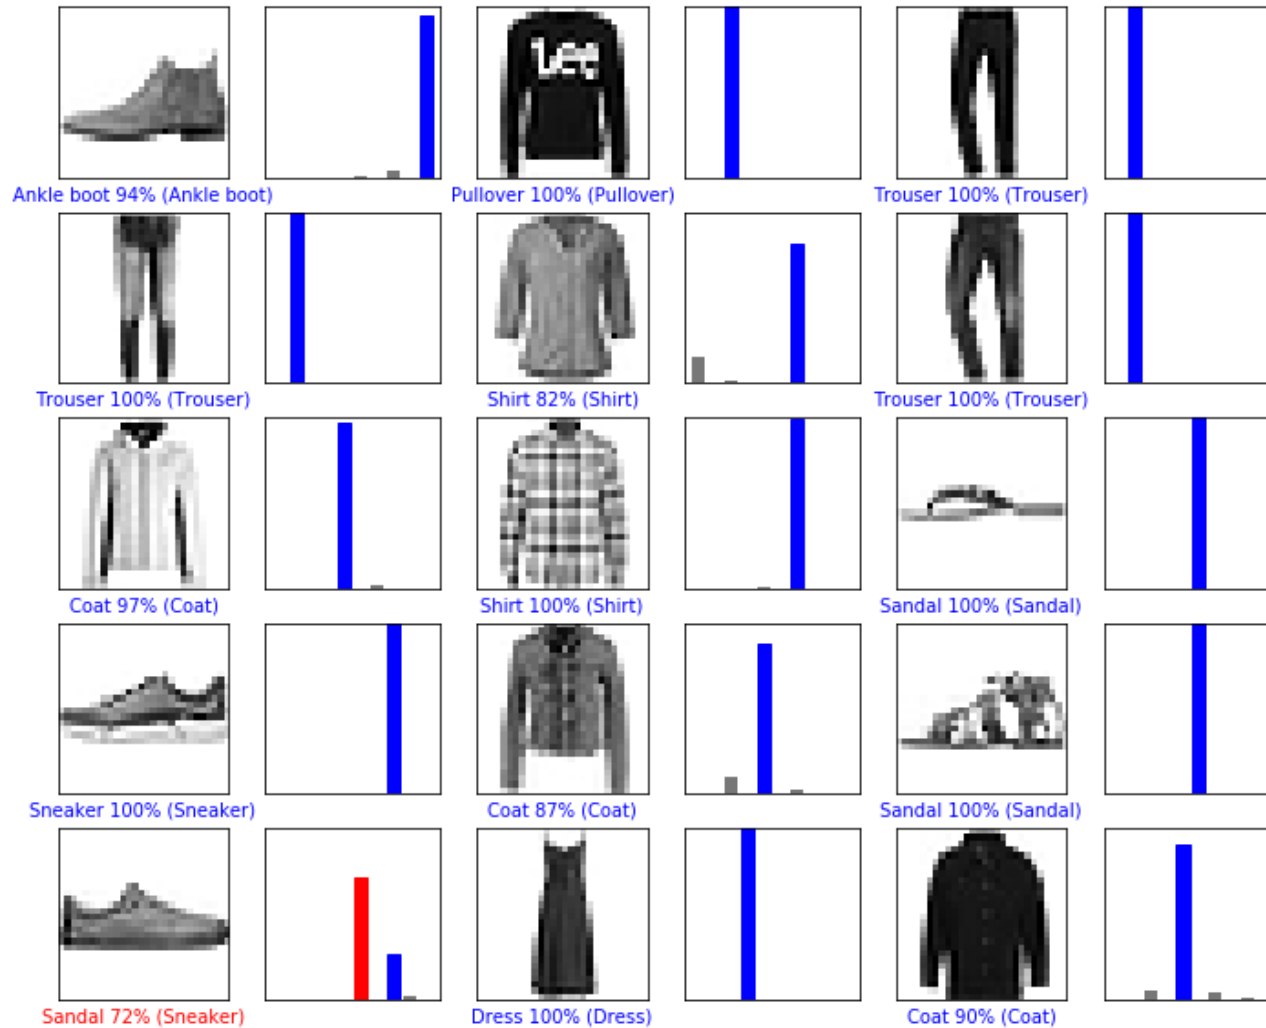 Lee
Ankle boot 94% (Ankle boot)
Pullover 100% (Pullover)
Trouser 100% (Trouser)
Trouser 100% (Trouser)
Shirt 82% (Shirt)
Trouser 100% (Trouser)
Coat 97% (Coat)
Shirt 100% (Shirt)
Sandal 100% (Sandal)
Sneaker 100% (Sneaker)
Coat 87% (Coat)
Sandal 100% (Sandal)
Sandal 72% (Sneaker)
Dress 100% (Dress)
Coat 90% (Coat)